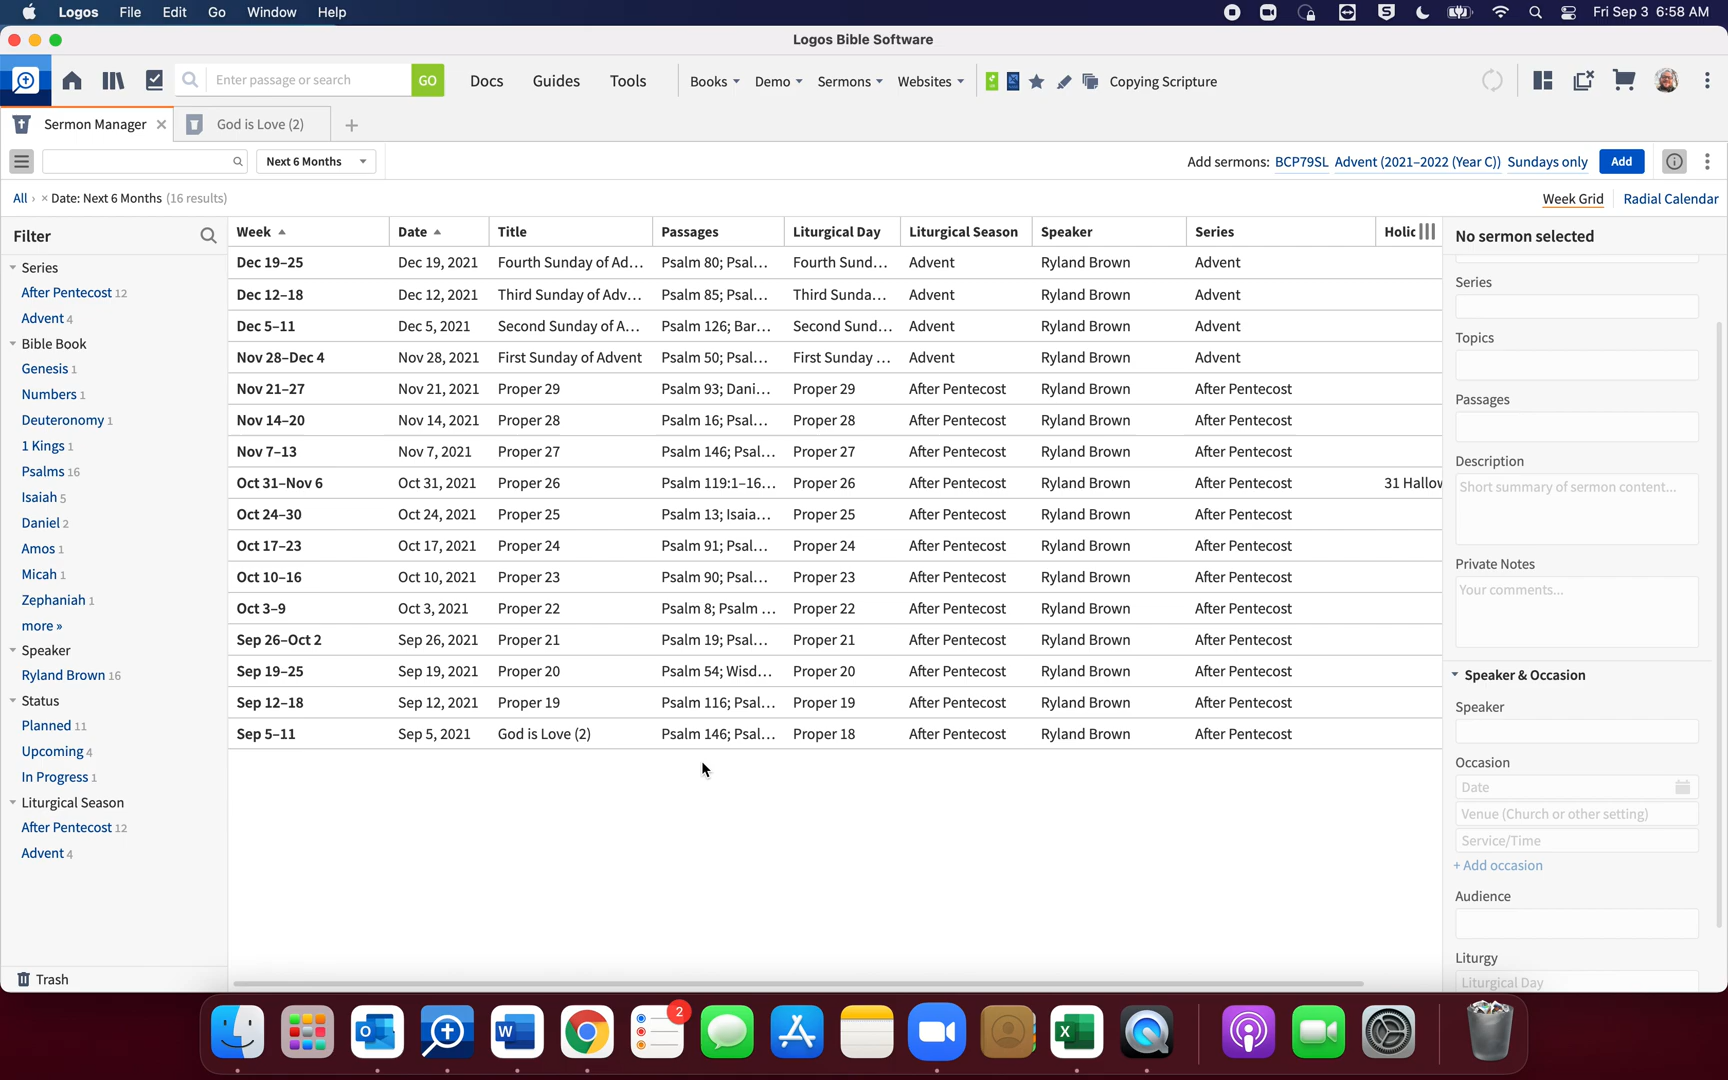 Logos File Edit Go Window Help Fri Sep 3 6:58 AM
Logos Bible Software
Enter passage or search GO Docs Guides Tools Books Demo Sermons Websites Copying Scripture
Sermon Manager God is Love (2)
Next 6 Months Add sermons: BCP79SL Advent (2021–2022 (Year C)) Sundays only Add
All › × Date: Next 6 Months (16 results) Week Grid Radial Calendar
Filter
Series
After Pentecost 12
Advent 4
Bible Book
Genesis 1
Numbers 1
Deuteronomy 1
1 Kings 1
Psalms 16
Isaiah 5
Daniel 2
Amos 1
Micah 1
Zephaniah 1
more »
Speaker
Ryland Brown 16
Status
Planned 11
Upcoming 4
In Progress 1
Liturgical Season
After Pentecost 12
Advent 4
Trash
Week Date Title Passages Liturgical Day Liturgical Season Speaker Series Holic
Dec 19–25 Dec 19, 2021 Fourth Sunday of Ad... Psalm 80; Psal... Fourth Sund... Advent Ryland Brown Advent
Dec 12–18 Dec 12, 2021 Third Sunday of Adv... Psalm 85; Psal... Third Sunda... Advent Ryland Brown Advent
Dec 5–11 Dec 5, 2021 Second Sunday of A... Psalm 126; Bar... Second Sund... Advent Ryland Brown Advent
Nov 28–Dec 4 Nov 28, 2021 First Sunday of Advent Psalm 50; Psal... First Sunday ... Advent Ryland Brown Advent
Nov 21–27 Nov 21, 2021 Proper 29 Psalm 93; Dani... Proper 29 After Pentecost Ryland Brown After Pentecost
Nov 14–20 Nov 14, 2021 Proper 28 Psalm 16; Psal... Proper 28 After Pentecost Ryland Brown After Pentecost
Nov 7–13 Nov 7, 2021 Proper 27 Psalm 146; Psal... Proper 27 After Pentecost Ryland Brown After Pentecost
Oct 31–Nov 6 Oct 31, 2021 Proper 26 Psalm 119:1–16... Proper 26 After Pentecost Ryland Brown After Pentecost 31 Hallow
Oct 24–30 Oct 24, 2021 Proper 25 Psalm 13; Isaia... Proper 25 After Pentecost Ryland Brown After Pentecost
Oct 17–23 Oct 17, 2021 Proper 24 Psalm 91; Psal... Proper 24 After Pentecost Ryland Brown After Pentecost
Oct 10–16 Oct 10, 2021 Proper 23 Psalm 90; Psal... Proper 23 After Pentecost Ryland Brown After Pentecost
Oct 3–9 Oct 3, 2021 Proper 22 Psalm 8; Psalm ... Proper 22 After Pentecost Ryland Brown After Pentecost
Sep 26–Oct 2 Sep 26, 2021 Proper 21 Psalm 19; Psal... Proper 21 After Pentecost Ryland Brown After Pentecost
Sep 19–25 Sep 19, 2021 Proper 20 Psalm 54; Wisd... Proper 20 After Pentecost Ryland Brown After Pentecost
Sep 12–18 Sep 12, 2021 Proper 19 Psalm 116; Psal... Proper 19 After Pentecost Ryland Brown After Pentecost
Sep 5–11 Sep 5, 2021 God is Love (2) Psalm 146; Psal... Proper 18 After Pentecost Ryland Brown After Pentecost
No sermon selected
Series
Topics
Passages
Description
Short summary of sermon content...
Private Notes
Your comments...
Speaker & Occasion
Speaker
Occasion
Date
Venue (Church or other setting)
Service/Time
+ Add occasion
Audience
Liturgy
Liturgical Day
2